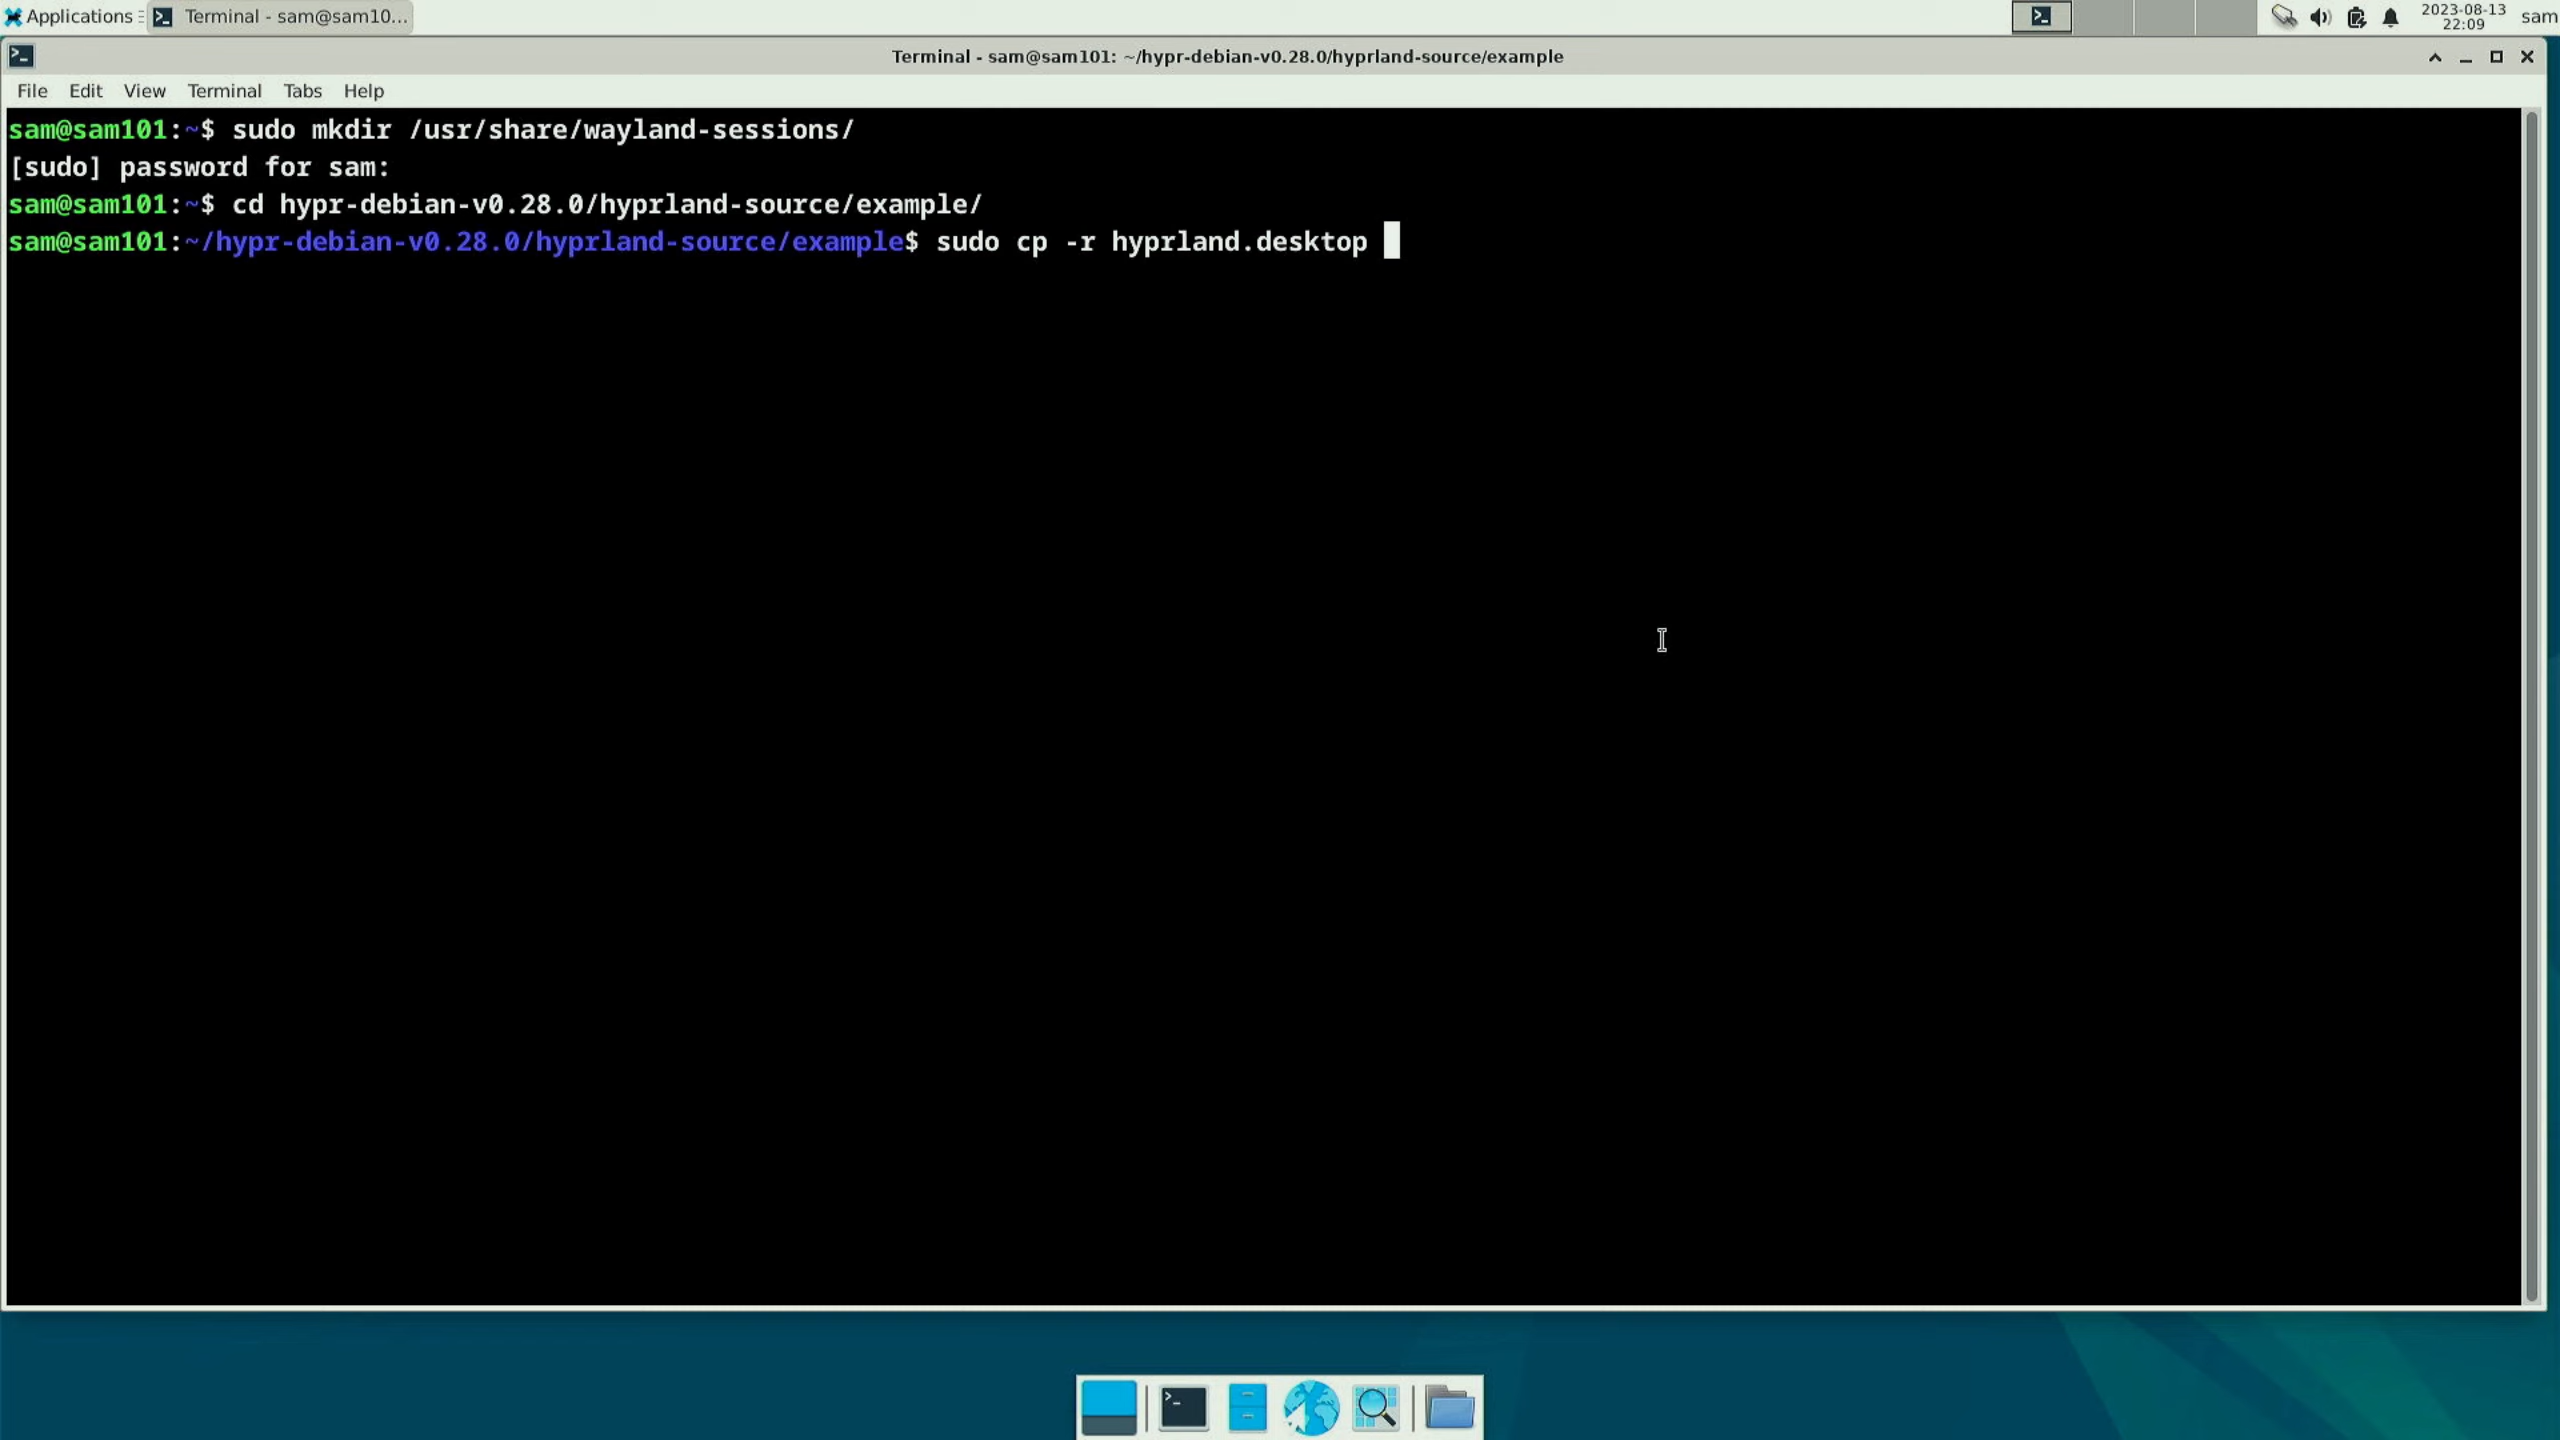 Applications Terminal - sam@sam10... 2023-08-13 sam
22:09
Terminal - sam@sam101: ~/hypr-debian-v0.28.0/hyprland-source/example
File Edit View Terminal Tabs Help
sam@sam101:~$ sudo mkdir /usr/share/wayland-sessions/
[sudo] password for sam:
sam@sam101:~$ cd hypr-debian-v0.28.0/hyprland-source/example/
sam@sam101:~/hypr-debian-v0.28.0/hyprland-source/example$ sudo cp -r hyprland.desktop